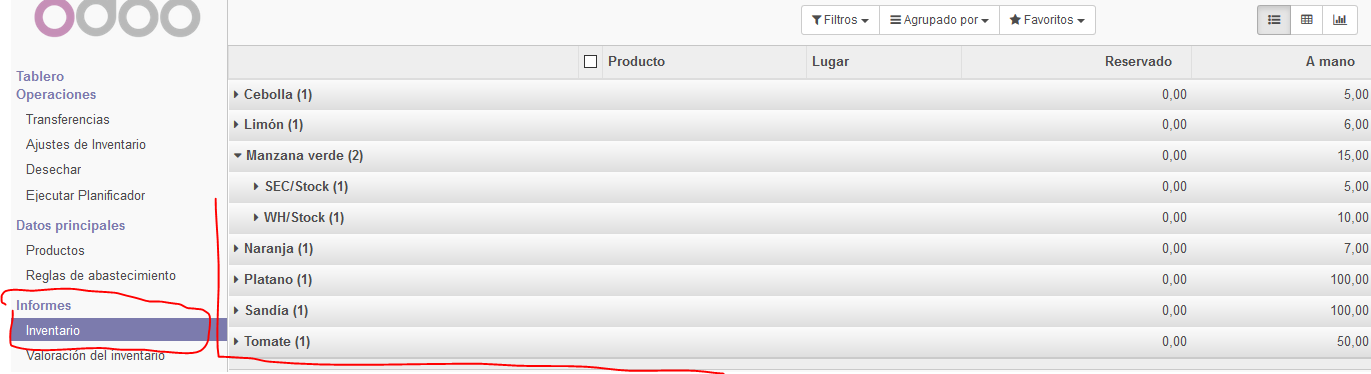 odoo
Filtros Agrupado por Favoritos
Tablero
Operaciones
Transferencias
Ajustes de Inventario
Desechar
Ejecutar Planificador
Datos principales
Productos
Reglas de abastecimiento
Informes
Inventario
Valoración del inventario
Producto Lugar Reservado A mano
Cebolla (1) 0,00 5,00
Limón (1) 0,00 6,00
Manzana verde (2) 0,00 15,00
SEC/Stock (1) 0,00 5,00
WH/Stock (1) 0,00 10,00
Naranja (1) 0,00 7,00
Platano (1) 0,00 100,00
Sandía (1) 0,00 100,00
Tomate (1) 0,00 50,00